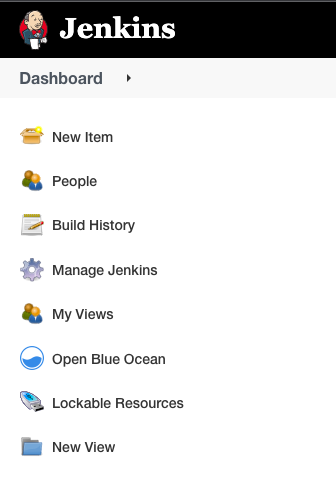 Jenkins
Dashboard
New Item
People
Build History
Manage Jenkins
My Views
Open Blue Ocean
Lockable Resources
New View